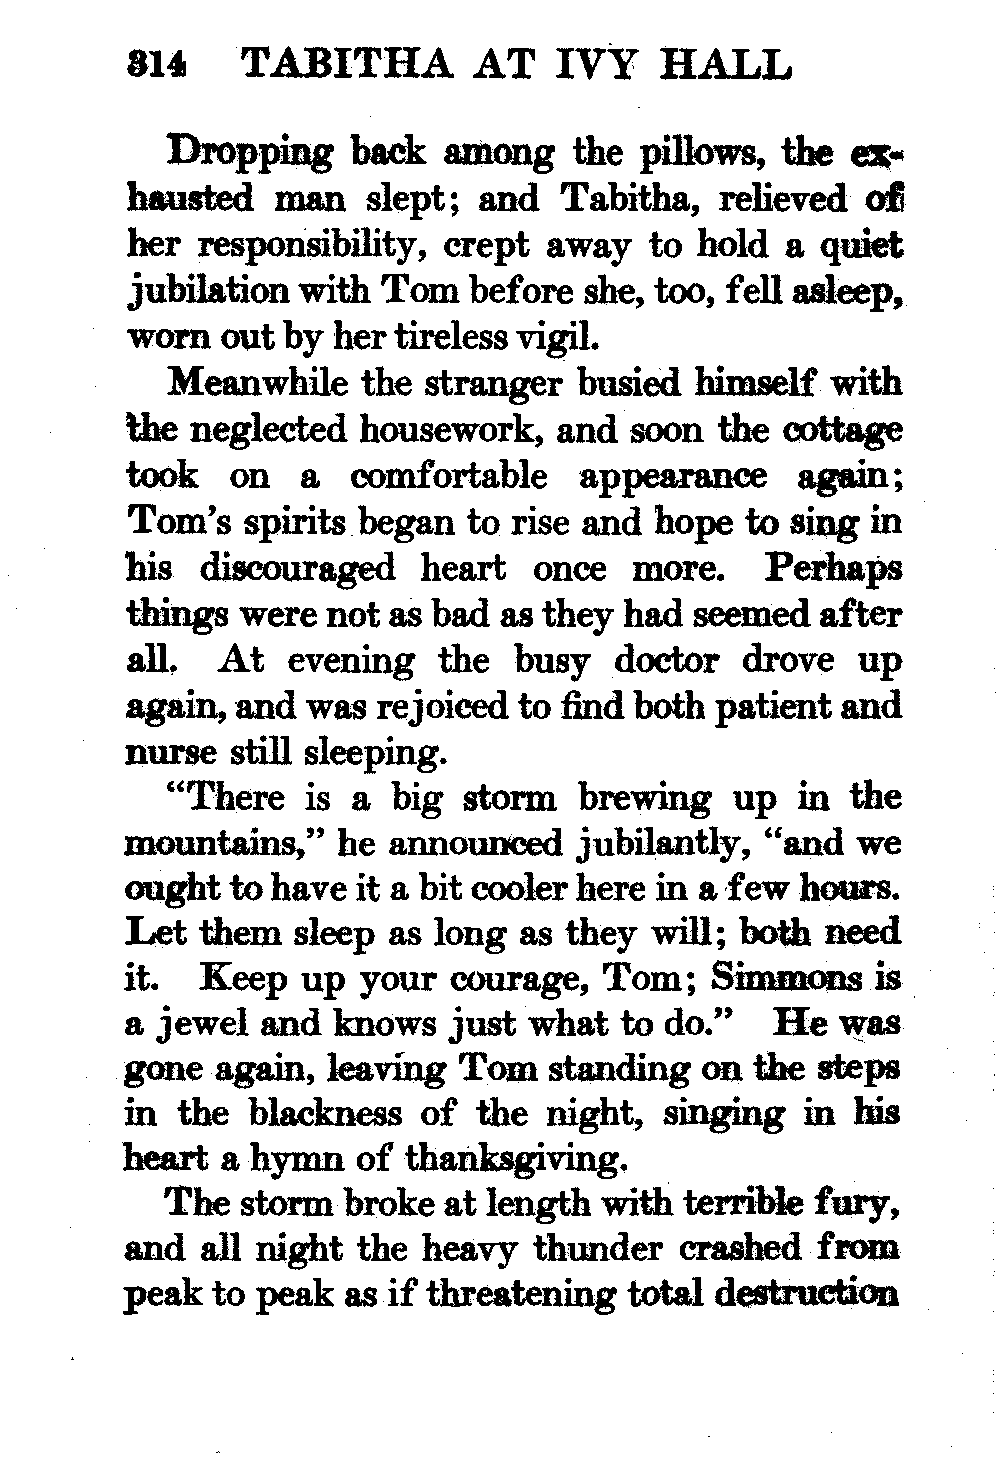 314 TABITHA AT IVY HALL
Dropping back among the pillows, the ex-
hausted man slept; and Tabitha, relieved of
her responsibility, crept away to hold a quiet
jubilation with Tom before she, too, fell asleep,
worn out by her tireless vigil.
Meanwhile the stranger busied himself with
the neglected housework, and soon the cottage
took on a comfortable appearance again;
Tom's spirits began to rise and hope to sing in
his discouraged heart once more. Perhaps
things were not as bad as they had seemed after
all. At evening the busy doctor drove up
again, and was rejoiced to find both patient and
nurse still sleeping.
"There is a big storm brewing up in the
mountains," he announced jubilantly, "and we
ought to have it a bit cooler here in a few hours.
Let them sleep as long as they will; both need
it. Keep up your courage, Tom; Simmons is
a jewel and knows just what to do." He was
gone again, leaving Tom standing on the steps
in the blackness of the night, singing in his
heart a hymn of thanksgiving.
The storm broke at length with terrible fury,
and all night the heavy thunder crashed from
peak to peak as if threatening total destruction